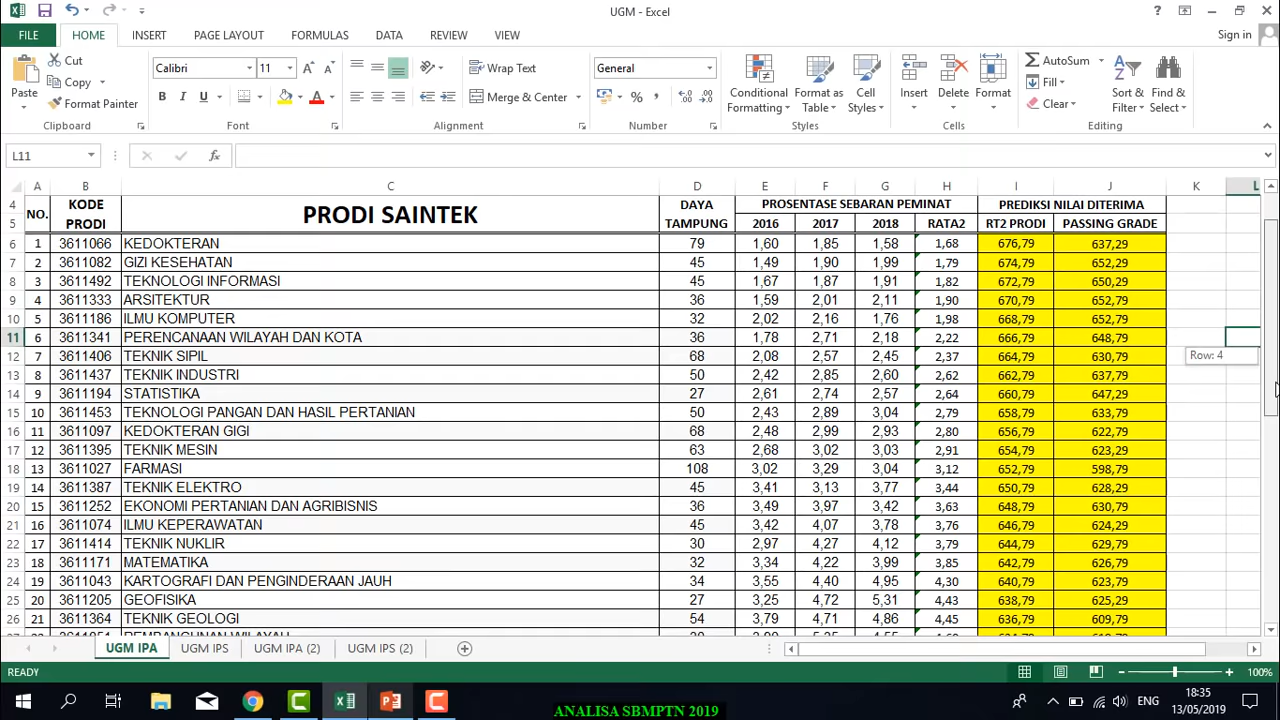 UGM - Excel
Sign in
FILE HOME INSERT PAGE LAYOUT FORMULAS DATA REVIEW VIEW
Paste Cut Copy Format Painter
Calibri 11 Wrap Text Merge & Center General
Conditional Formatting Format as Table Cell Styles
Insert Delete Format
AutoSum Fill Clear Sort & Filter Find & Select
Clipboard Font Alignment Number Styles Cells Editing
L11
A B C D E F G H I J K L
4 NO. KODE PRODI SAINTEK DAYA PROSENTASE SEBARAN PEMINAT PREDIKSI NILAI DITERIMA
5 PRODI TAMPUNG 2016 2017 2018 RATA2 RT2 PRODI PASSING GRADE
6 1 3611066 KEDOKTERAN 79 1,60 1,85 1,58 1,68 676,79 637,29
7 2 3611082 GIZI KESEHATAN 45 1,49 1,90 1,99 1,79 674,79 652,29
8 3 3611492 TEKNOLOGI INFORMASI 45 1,67 1,87 1,91 1,82 672,79 650,29
9 4 3611333 ARSITEKTUR 36 1,59 2,01 2,11 1,90 670,79 652,79
10 5 3611186 ILMU KOMPUTER 32 2,02 2,16 1,76 1,98 668,79 652,79
11 6 3611341 PERENCANAAN WILAYAH DAN KOTA 36 1,78 2,71 2,18 2,22 666,79 648,79
12 7 3611406 TEKNIK SIPIL 68 2,08 2,57 2,45 2,37 664,79 630,79
Row: 4
13 8 3611437 TEKNIK INDUSTRI 50 2,42 2,85 2,60 2,62 662,79 637,79
14 9 3611194 STATISTIKA 27 2,61 2,74 2,57 2,64 660,79 647,29
15 10 3611453 TEKNOLOGI PANGAN DAN HASIL PERTANIAN 50 2,43 2,89 3,04 2,79 658,79 633,79
16 11 3611097 KEDOKTERAN GIGI 68 2,48 2,99 2,93 2,80 656,79 622,79
17 12 3611395 TEKNIK MESIN 63 2,68 3,02 3,03 2,91 654,79 623,29
18 13 3611027 FARMASI 108 3,02 3,29 3,04 3,12 652,79 598,79
19 14 3611387 TEKNIK ELEKTRO 45 3,41 3,13 3,77 3,44 650,79 628,29
20 15 3611252 EKONOMI PERTANIAN DAN AGRIBISNIS 36 3,49 3,97 3,42 3,63 648,79 630,79
21 16 3611074 ILMU KEPERAWATAN 45 3,42 4,07 3,78 3,76 646,79 624,29
22 17 3611414 TEKNIK NUKLIR 30 2,97 4,27 4,12 3,79 644,79 629,79
23 18 3611171 MATEMATIKA 32 3,34 4,22 3,99 3,85 642,79 626,79
24 19 3611043 KARTOGRAFI DAN PENGINDERAAN JAUH 34 3,55 4,40 4,95 4,30 640,79 623,79
25 20 3611205 GEOFISIKA 27 3,25 4,72 5,31 4,43 638,79 625,29
26 21 3611364 TEKNIK GEOLOGI 54 3,79 4,71 4,86 4,45 636,79 609,79
UGM IPA UGM IPS UGM IPA (2) UGM IPS (2)
READY 100%
ENG 18:35
13/05/2019
ANALISA SBMPTN 2019